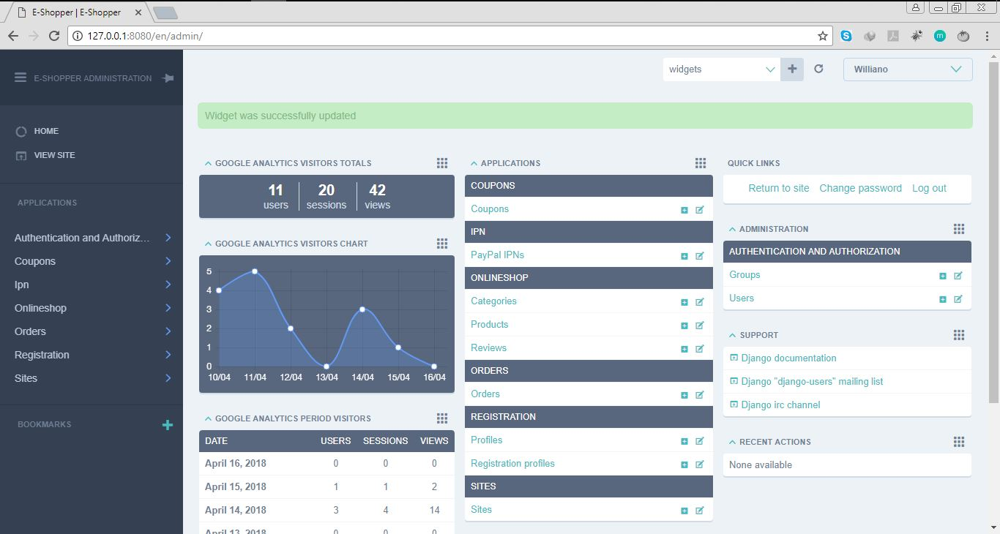 E-Shopper | E-Shopper
127.0.0.1:8080/en/admin/
E-SHOPPER ADMINISTRATION
HOME
VIEW SITE
APPLICATIONS
Authentication and Authoriz...
Coupons
Ipn
Onlineshop
Orders
Registration
Sites
BOOKMARKS
widgets
Williano
Widget was successfully updated
GOOGLE ANALYTICS VISITORS TOTALS
11 20 42
users sessions views
GOOGLE ANALYTICS VISITORS CHART
5
4
3
2
1
0
10/04 11/04 12/04 13/04 14/04 15/04 16/04
GOOGLE ANALYTICS PERIOD VISITORS
DATE USERS SESSIONS VIEWS
April 16, 2018 0 0 0
April 15, 2018 1 1 2
April 14, 2018 3 4 14
April 13, 2018 0 0 0
APPLICATIONS
COUPONS
Coupons
IPN
PayPal IPNs
ONLINESHOP
Categories
Products
Reviews
ORDERS
Orders
REGISTRATION
Profiles
Registration profiles
SITES
Sites
QUICK LINKS
Return to site Change password Log out
ADMINISTRATION
AUTHENTICATION AND AUTHORIZATION
Groups
Users
SUPPORT
Django documentation
Django "django-users" mailing list
Django irc channel
RECENT ACTIONS
None available